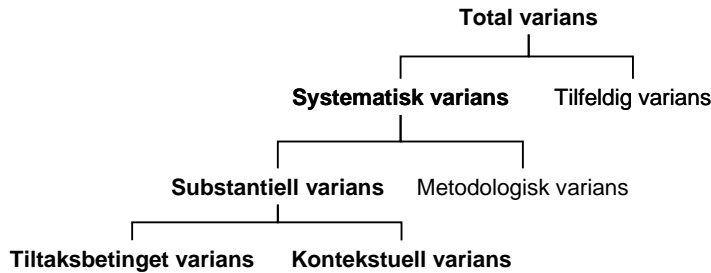 Total varians
Systematisk varians Tilfeldig varians
Substantiell varians Metodologisk varians
Tiltaksbetinget varians Kontekstuell varians